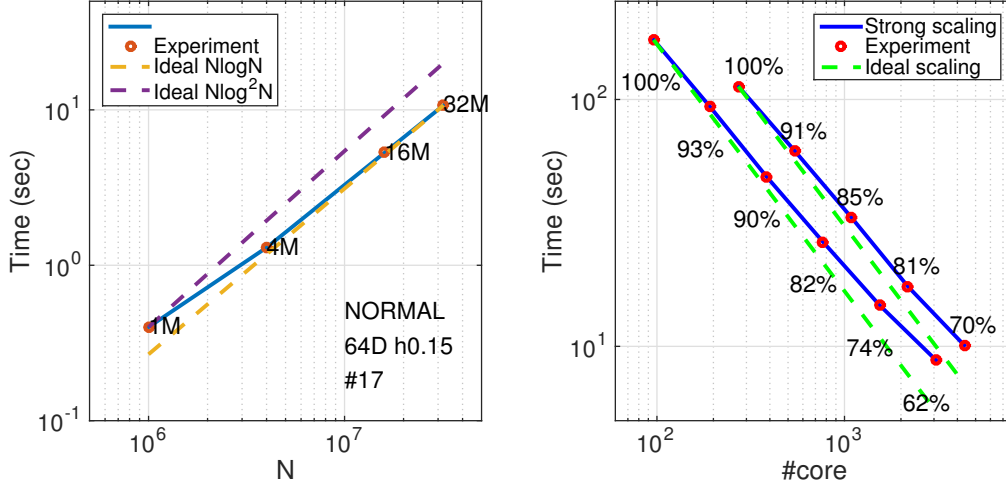 Experiment
Ideal NlogN
Ideal Nlog²N
10¹
10⁰
10⁻¹
Time (sec)
32M
16M
4M
1M
NORMAL
64D h0.15
#17
10⁶
10⁷
N
Strong scaling
Experiment
Ideal scaling
10²
10¹
Time (sec)
100%
100%
93%
91%
90%
85%
82%
81%
74%
70%
62%
10²
10³
#core